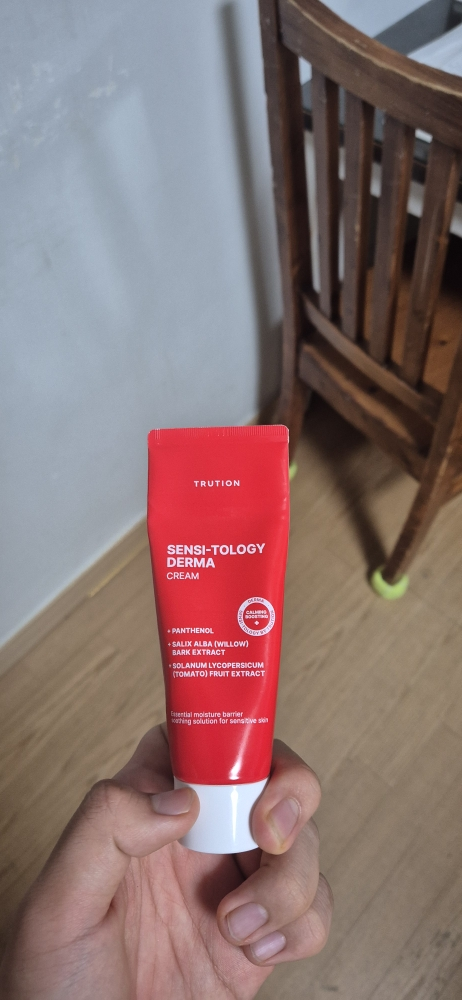 TRUTION
SENSI-TOLOGY
DERMA
CREAM
CALMING
BOOSTING
+ PANTHENOL
+ SALIX ALBA (WILLOW)
BARK EXTRACT
+ SOLANUM LYCOPERSICUM
(TOMATO) FRUIT EXTRACT
Essential moisture barrier
soothing solution for sensitive skin